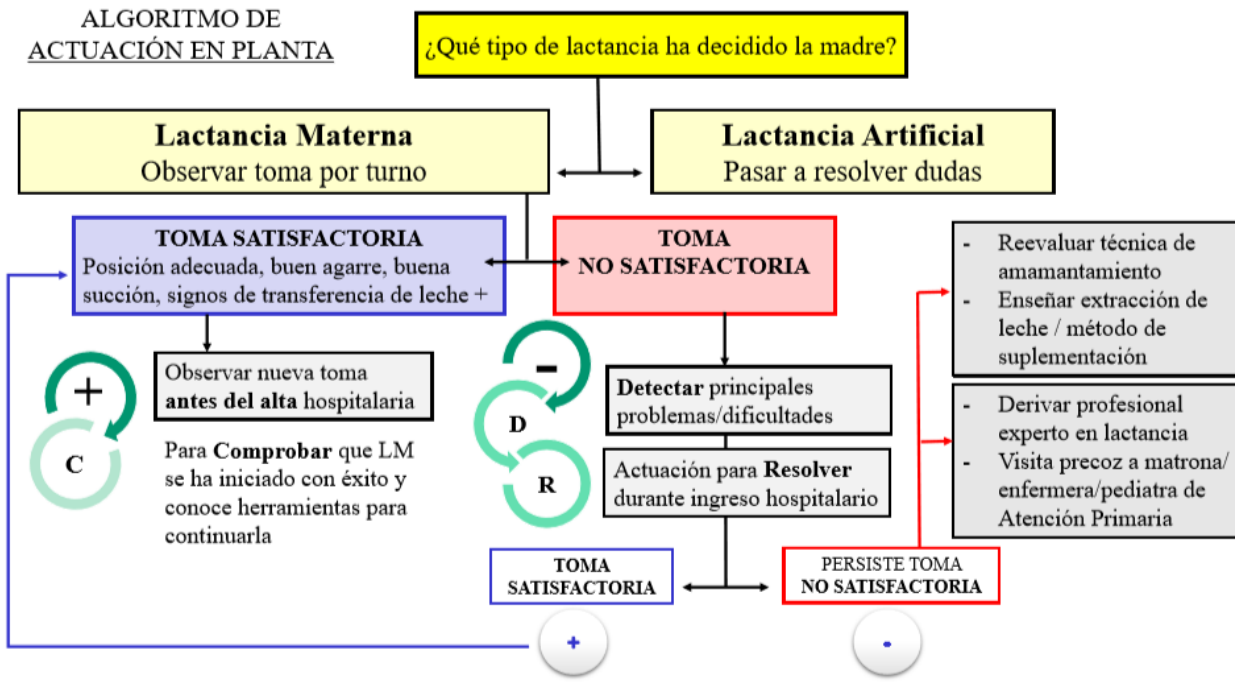 ALGORITMO DE
ACTUACIÓN EN PLANTA
¿Qué tipo de lactancia ha decidido la madre?
Lactancia Materna
Observar toma por turno
Lactancia Artificial
Pasar a resolver dudas
TOMA SATISFACTORIA
Posición adecuada, buen agarre, buena
succión, signos de transferencia de leche +
TOMA
NO SATISFACTORIA
- Reevaluar técnica de
amamantamiento
- Enseñar extracción de
leche / método de
suplementación
+
C
Observar nueva toma
antes del alta hospitalaria
Para Comprobar que LM
se ha iniciado con éxito y
conoce herramientas para
continuarla
-
D
R
Detectar principales
problemas/dificultades
Actuación para Resolver
durante ingreso hospitalario
- Derivar profesional
experto en lactancia
- Visita precoz a matrona/
enfermera/pediatra de
Atención Primaria
TOMA
SATISFACTORIA
PERSISTE TOMA
NO SATISFACTORIA
+
-